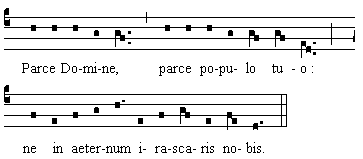 Parce Do-mi-ne, parce po-pu-lo tu-o:
ne in aeter-num i-ra-sca-ris no-bis.